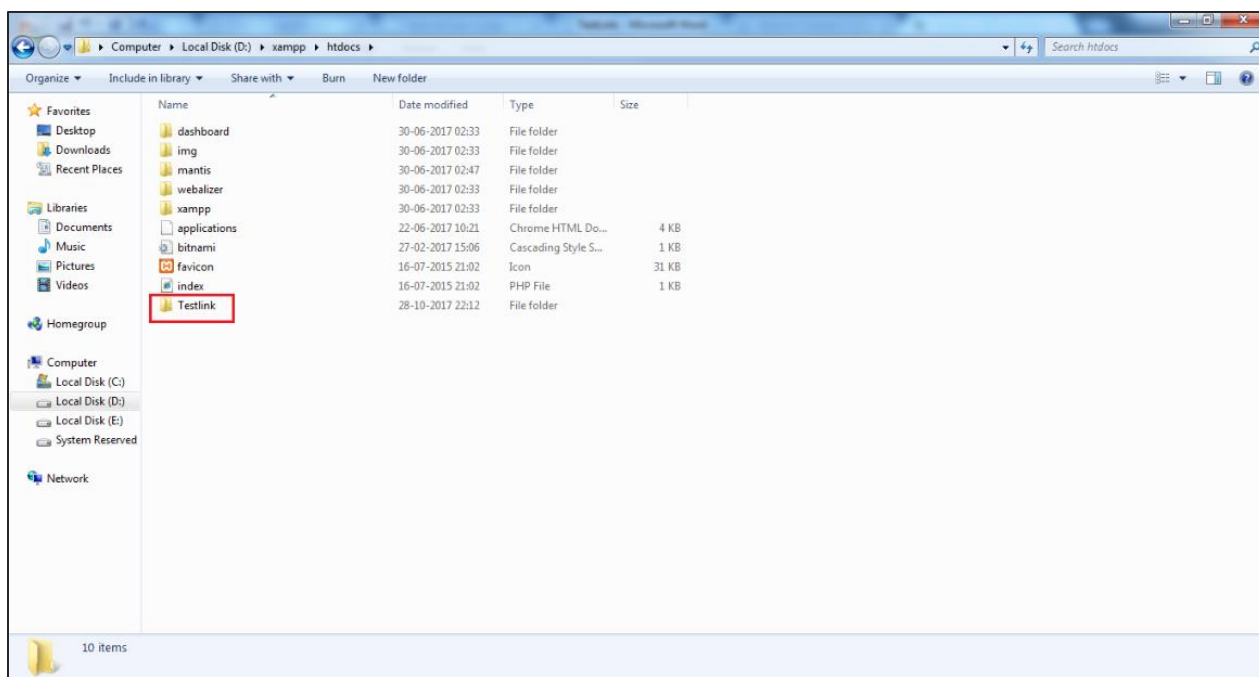 TestLink - Microsoft Word
Computer Local Disk (D:) xampp htdocs
Search htdocs
Organize Include in library Share with Burn New folder
Favorites
Desktop
Downloads
Recent Places
Libraries
Documents
Music
Pictures
Videos
Homegroup
Computer
Local Disk (C:)
Local Disk (D:)
Local Disk (E:)
System Reserved
Network
Name Date modified Type Size
dashboard 30-06-2017 02:33 File folder
img 30-06-2017 02:33 File folder
mantis 30-06-2017 02:47 File folder
webalizer 30-06-2017 02:33 File folder
xampp 30-06-2017 02:33 File folder
applications 22-06-2017 10:21 Chrome HTML Do... 4 KB
bitnami 27-02-2017 15:06 Cascading Style S... 1 KB
favicon 16-07-2015 21:02 Icon 31 KB
index 16-07-2015 21:02 PHP File 1 KB
Testlink 28-10-2017 22:12 File folder
10 items